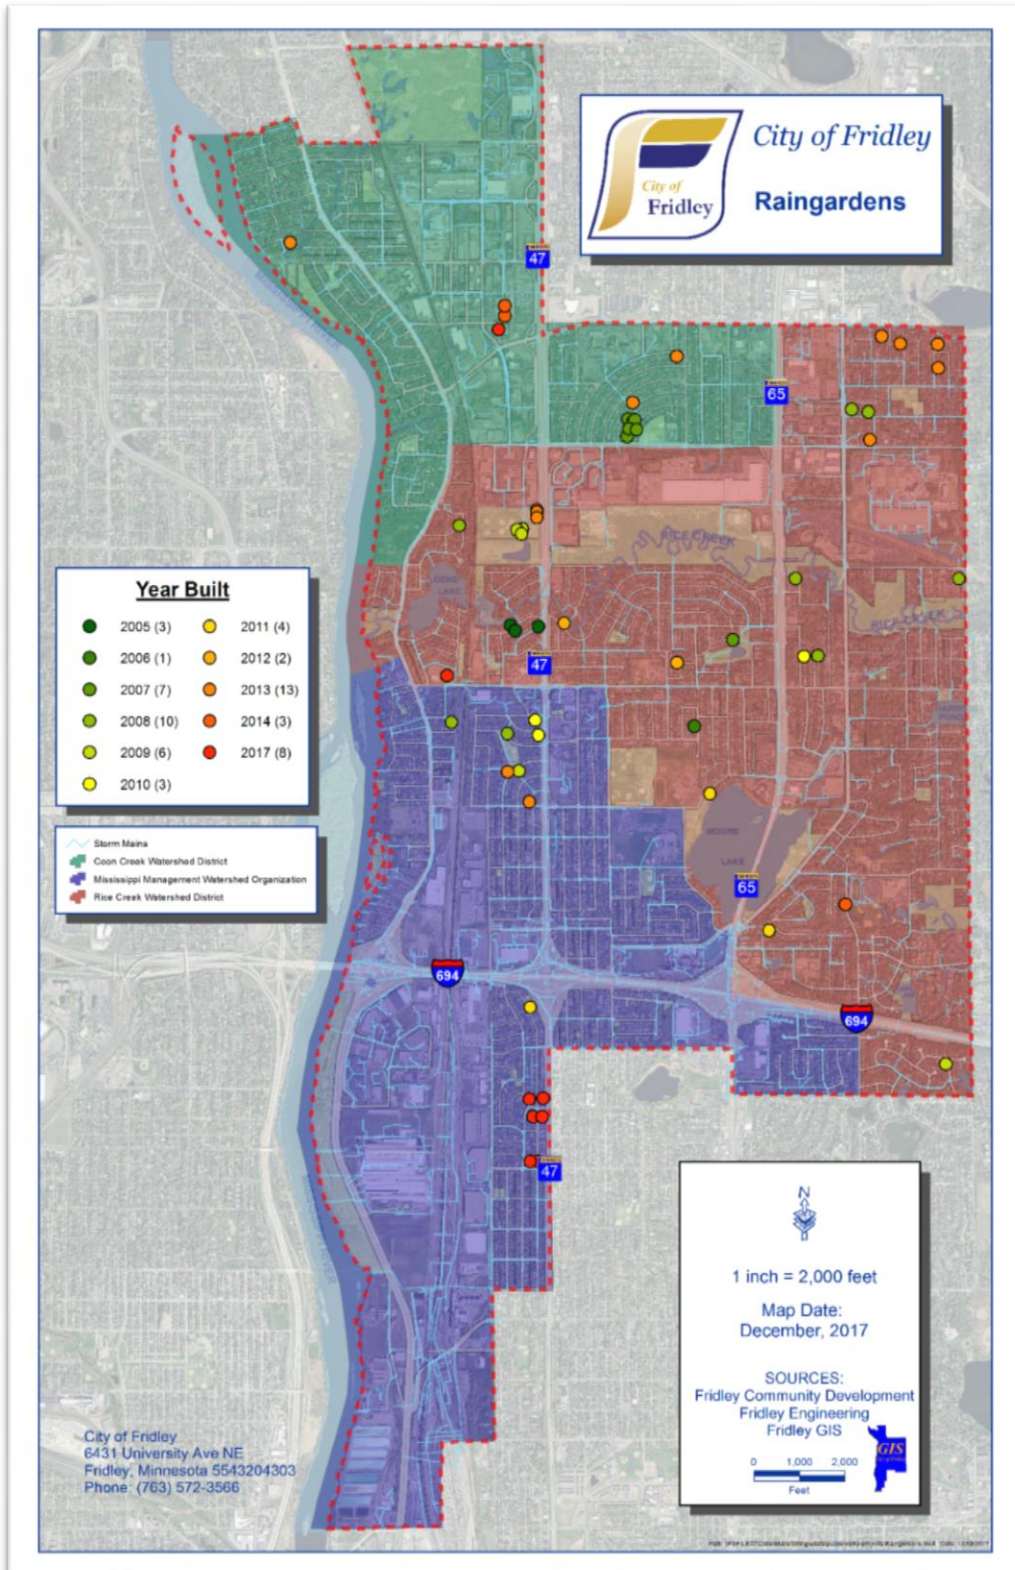 City of Fridley
Raingardens
City of
Fridley
47
65
RICE CREEK
RICE CREEK
47
Year Built
2005 (3)
2006 (1)
2007 (7)
2008 (10)
2009 (6)
2010 (3)
2011 (4)
2012 (2)
2013 (13)
2014 (3)
2017 (8)
Storm Mains
Coon Creek Watershed District
Mississippi Management Watershed Organization
Rice Creek Watershed District
MOORE
LAKE
65
694
694
47
N
1 inch = 2,000 feet
Map Date:
December, 2017
SOURCES:
Fridley Community Development
Fridley Engineering
Fridley GIS
GIS
0 1,000 2,000
Feet
City of Fridley
6431 University Ave NE
Fridley, Minnesota 5543204303
Phone: (763) 572-3566